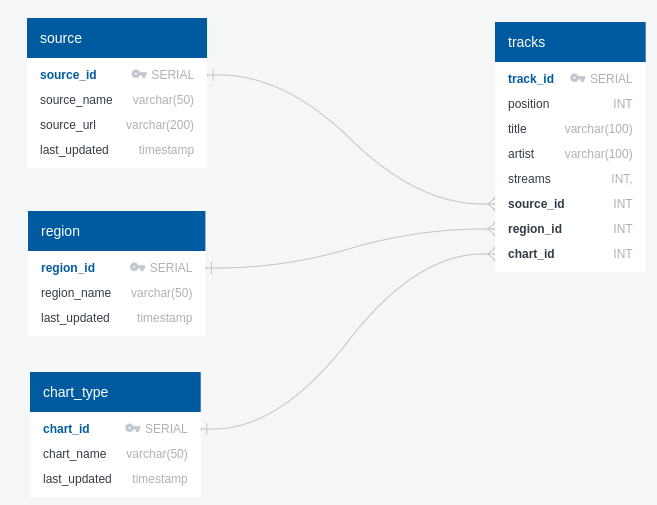 source
source_id SERIAL
source_name varchar(50)
source_url varchar(200)
last_updated timestamp
region
region_id SERIAL
region_name varchar(50)
last_updated timestamp
chart_type
chart_id SERIAL
chart_name varchar(50)
last_updated timestamp
tracks
track_id SERIAL
position INT
title varchar(100)
artist varchar(100)
streams INT,
source_id INT
region_id INT
chart_id INT